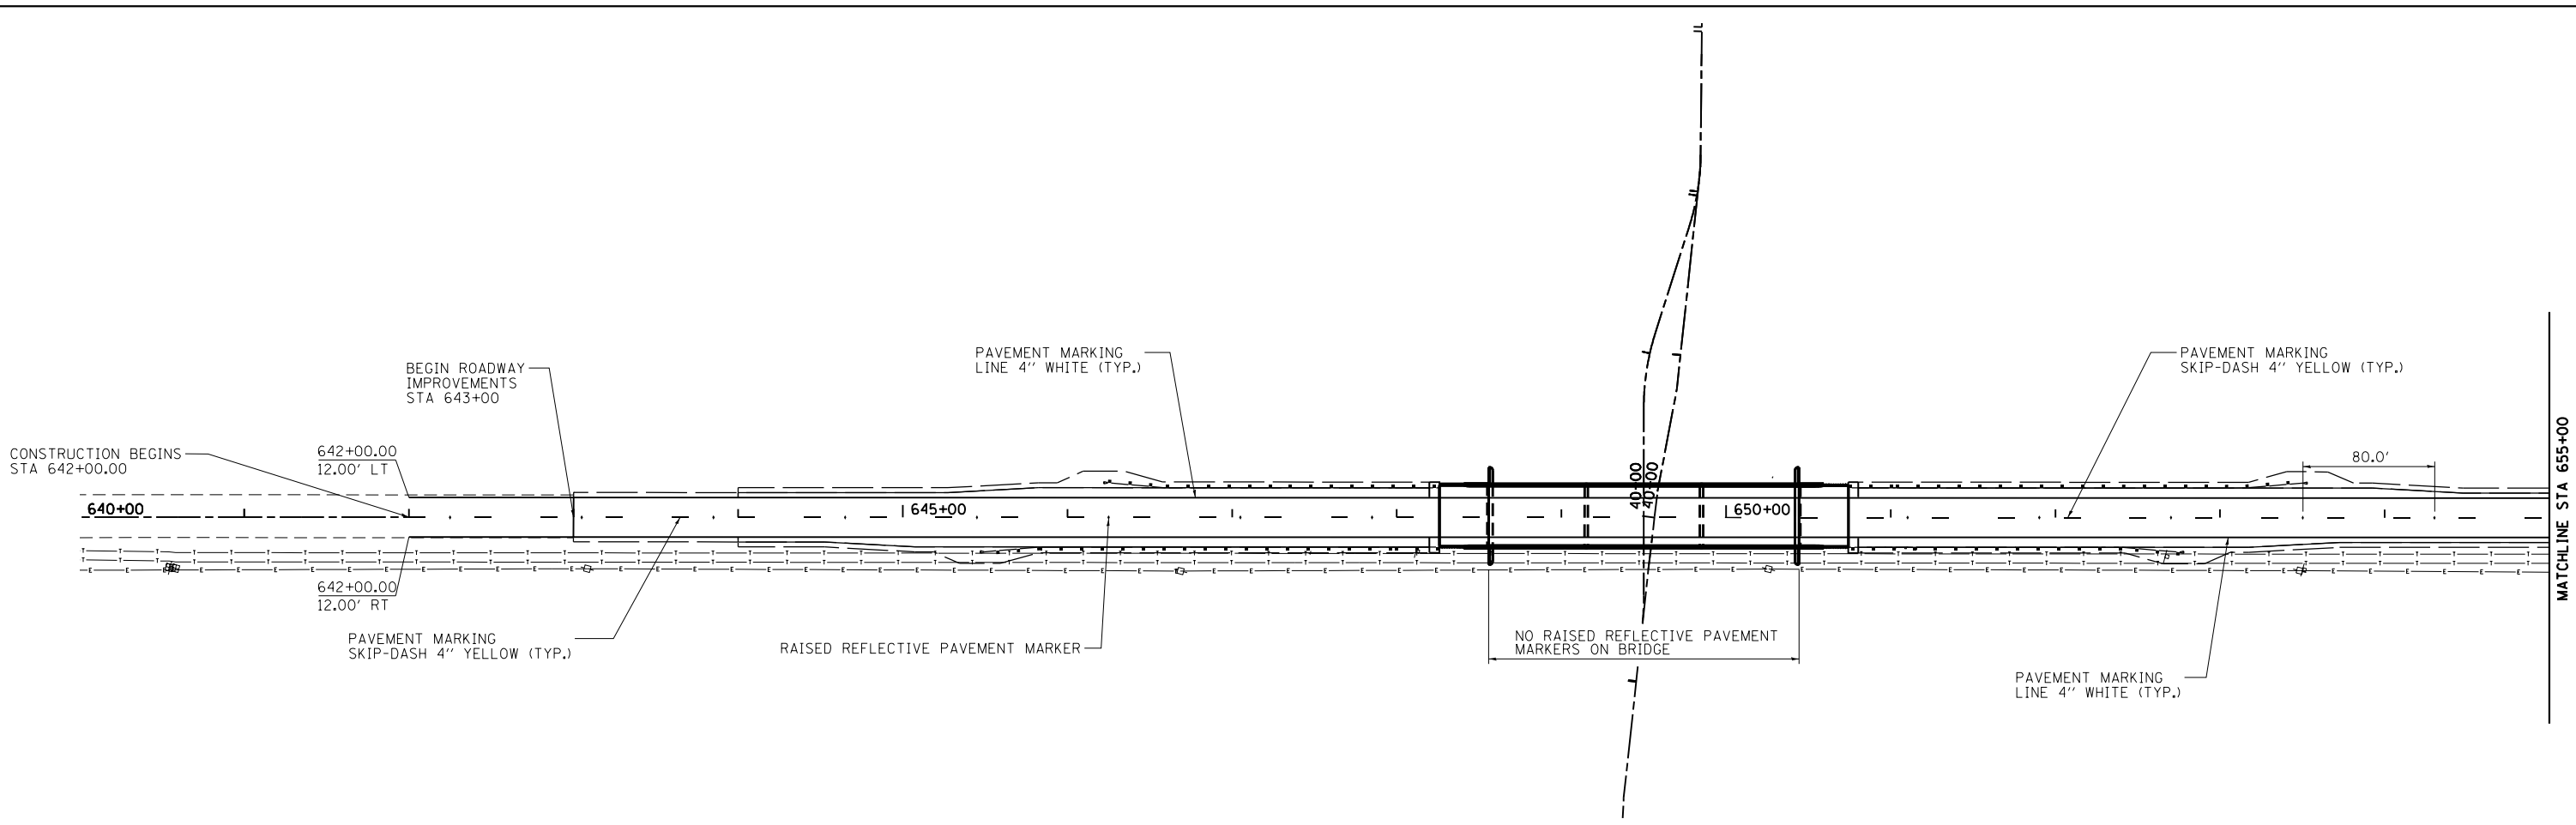 PAVEMENT MARKING
LINE 4" WHITE (TYP.)
PAVEMENT MARKING
SKIP-DASH 4" YELLOW (TYP.)
BEGIN ROADWAY
IMPROVEMENTS
STA 643+00
CONSTRUCTION BEGINS
STA 642+00.00
642+00.00
12.00' LT
80.0'
MATCHLINE STA 655+00
40+00
40+00
640+00
645+00
650+00
642+00.00
12.00' RT
PAVEMENT MARKING
SKIP-DASH 4" YELLOW (TYP.)
RAISED REFLECTIVE PAVEMENT MARKER
NO RAISED REFLECTIVE PAVEMENT
MARKERS ON BRIDGE
PAVEMENT MARKING
LINE 4" WHITE (TYP.)